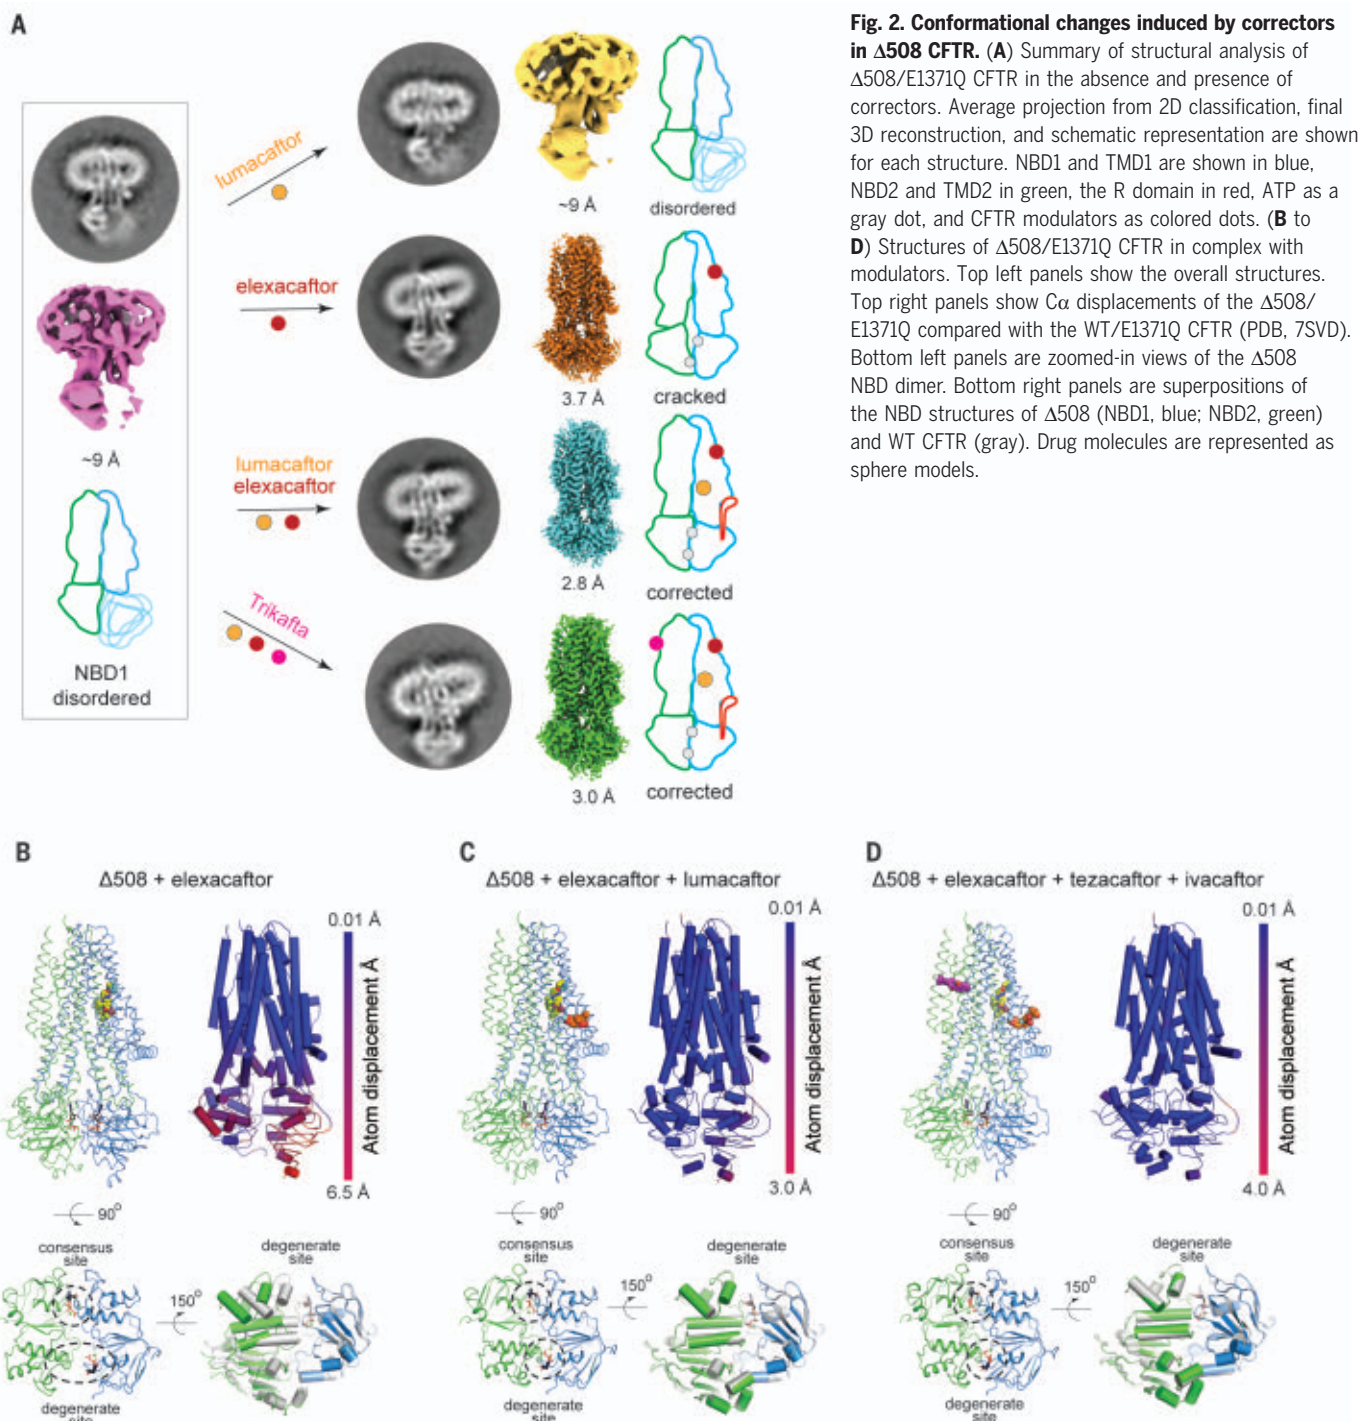 A
lumacaftor
~9 Å
disordered
elexacaftor
3.7 Å
cracked
~9 Å
lumacaftor
elexacaftor
2.8 Å
corrected
Trikafta
NBD1
disordered
3.0 Å
corrected
Fig. 2. Conformational changes induced by correctors
in Δ508 CFTR. (A) Summary of structural analysis of
Δ508/E1371Q CFTR in the absence and presence of
correctors. Average projection from 2D classification, final
3D reconstruction, and schematic representation are shown
for each structure. NBD1 and TMD1 are shown in blue,
NBD2 and TMD2 in green, the R domain in red, ATP as a
gray dot, and CFTR modulators as colored dots. (B to
D) Structures of Δ508/E1371Q CFTR in complex with
modulators. Top left panels show the overall structures.
Top right panels show Cα displacements of the Δ508/
E1371Q compared with the WT/E1371Q CFTR (PDB, 7SVD).
Bottom left panels are zoomed-in views of the Δ508
NBD dimer. Bottom right panels are superpositions of
the NBD structures of Δ508 (NBD1, blue; NBD2, green)
and WT CFTR (gray). Drug molecules are represented as
sphere models.
B
Δ508 + elexacaftor
0.01 Å
Atom displacement Å
6.5 Å
90°
consensus
site
degenerate
site
150°
degenerate
site
C
Δ508 + elexacaftor + lumacaftor
0.01 Å
Atom displacement Å
3.0 Å
90°
consensus
site
degenerate
site
150°
degenerate
site
D
Δ508 + elexacaftor + tezacaftor + ivacaftor
0.01 Å
Atom displacement Å
4.0 Å
90°
consensus
site
degenerate
site
150°
degenerate
site